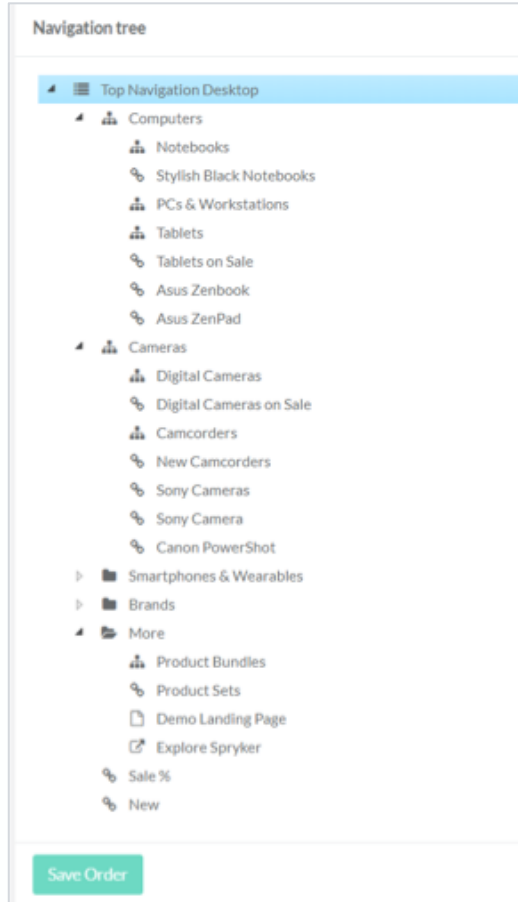 Navigation tree
Top Navigation Desktop
Computers
Notebooks
Stylish Black Notebooks
PCs & Workstations
Tablets
Tablets on Sale
Asus Zenbook
Asus ZenPad
Cameras
Digital Cameras
Digital Cameras on Sale
Camcorders
New Camcorders
Sony Cameras
Sony Camera
Canon PowerShot
Smartphones & Wearables
Brands
More
Product Bundles
Product Sets
Demo Landing Page
Explore Spryker
Sale %
New
Save Order